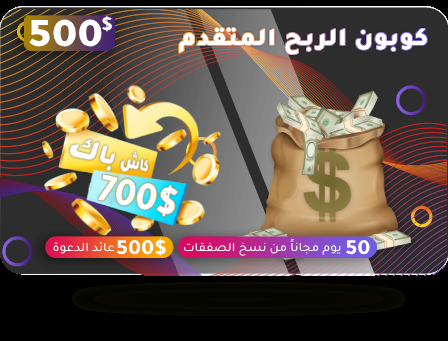 كوبون الربح المتقدم
500$
كاش باك
700$
50 يوم مجاناً من نسخ الصفقات
500$ عائد الدعوة